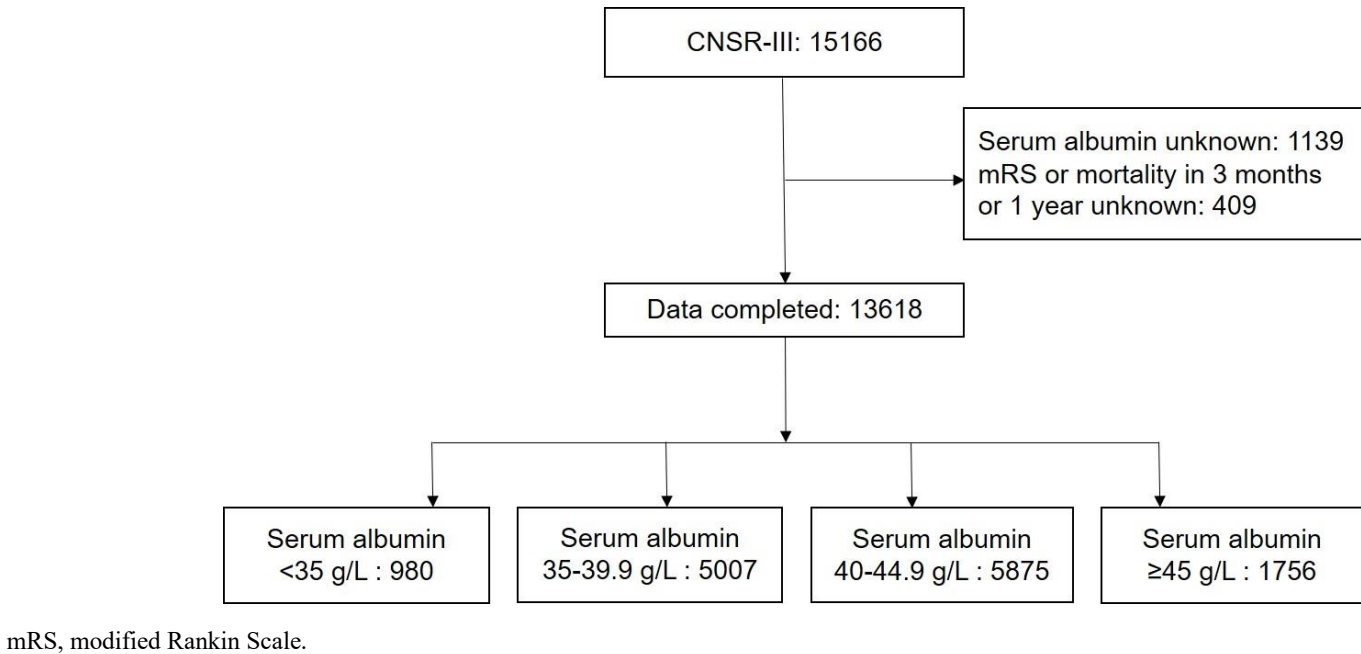 CNSR-III: 15166
Serum albumin unknown: 1139
mRS or mortality in 3 months
or 1 year unknown: 409
Data completed: 13618
Serum albumin
<35 g/L : 980
Serum albumin
35-39.9 g/L : 5007
Serum albumin
40-44.9 g/L : 5875
Serum albumin
≥45 g/L : 1756
mRS, modified Rankin Scale.